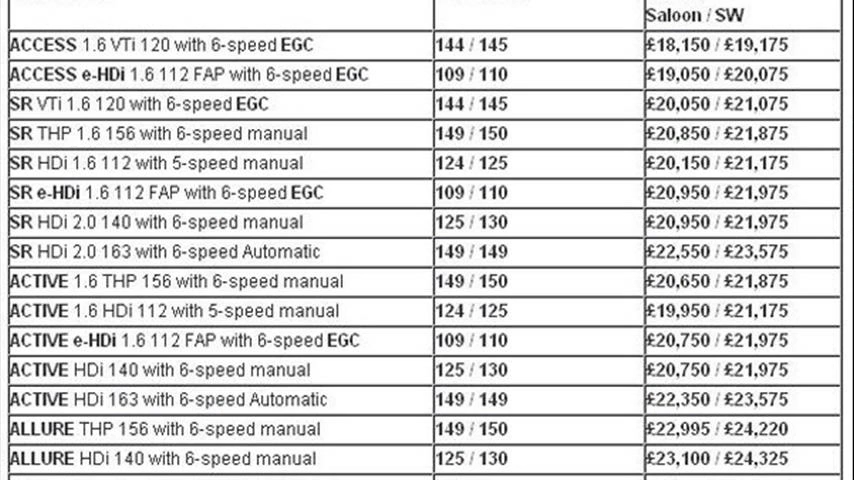 Saloon / SW
ACCESS 1.6 VTi 120 with 6-speed EGC 144 / 145 £18,150 / £19,175
ACCESS e-HDi 1.6 112 FAP with 6-speed EGC 109 / 110 £19,050 / £20,075
SR VTi 1.6 120 with 6-speed EGC 144 / 145 £20,050 / £21,075
SR THP 1.6 156 with 6-speed manual 149 / 150 £20,850 / £21,875
SR HDi 1.6 112 with 5-speed manual 124 / 125 £20,150 / £21,175
SR e-HDi 1.6 112 FAP with 6-speed EGC 109 / 110 £20,950 / £21,975
SR HDi 2.0 140 with 6-speed manual 125 / 130 £20,950 / £21,975
SR HDi 2.0 163 with 6-speed Automatic 149 / 149 £22,550 / £23,575
ACTIVE 1.6 THP 156 with 6-speed manual 149 / 150 £20,650 / £21,875
ACTIVE 1.6 HDi 112 with 5-speed manual 124 / 125 £19,950 / £21,175
ACTIVE e-HDi 1.6 112 FAP with 6-speed EGC 109 / 110 £20,750 / £21,975
ACTIVE HDi 140 with 6-speed manual 125 / 130 £20,750 / £21,975
ACTIVE HDi 163 with 6-speed Automatic 149 / 149 £22,350 / £23,575
ALLURE THP 156 with 6-speed manual 149 / 150 £22,995 / £24,220
ALLURE HDi 140 with 6-speed manual 125 / 130 £23,100 / £24,325